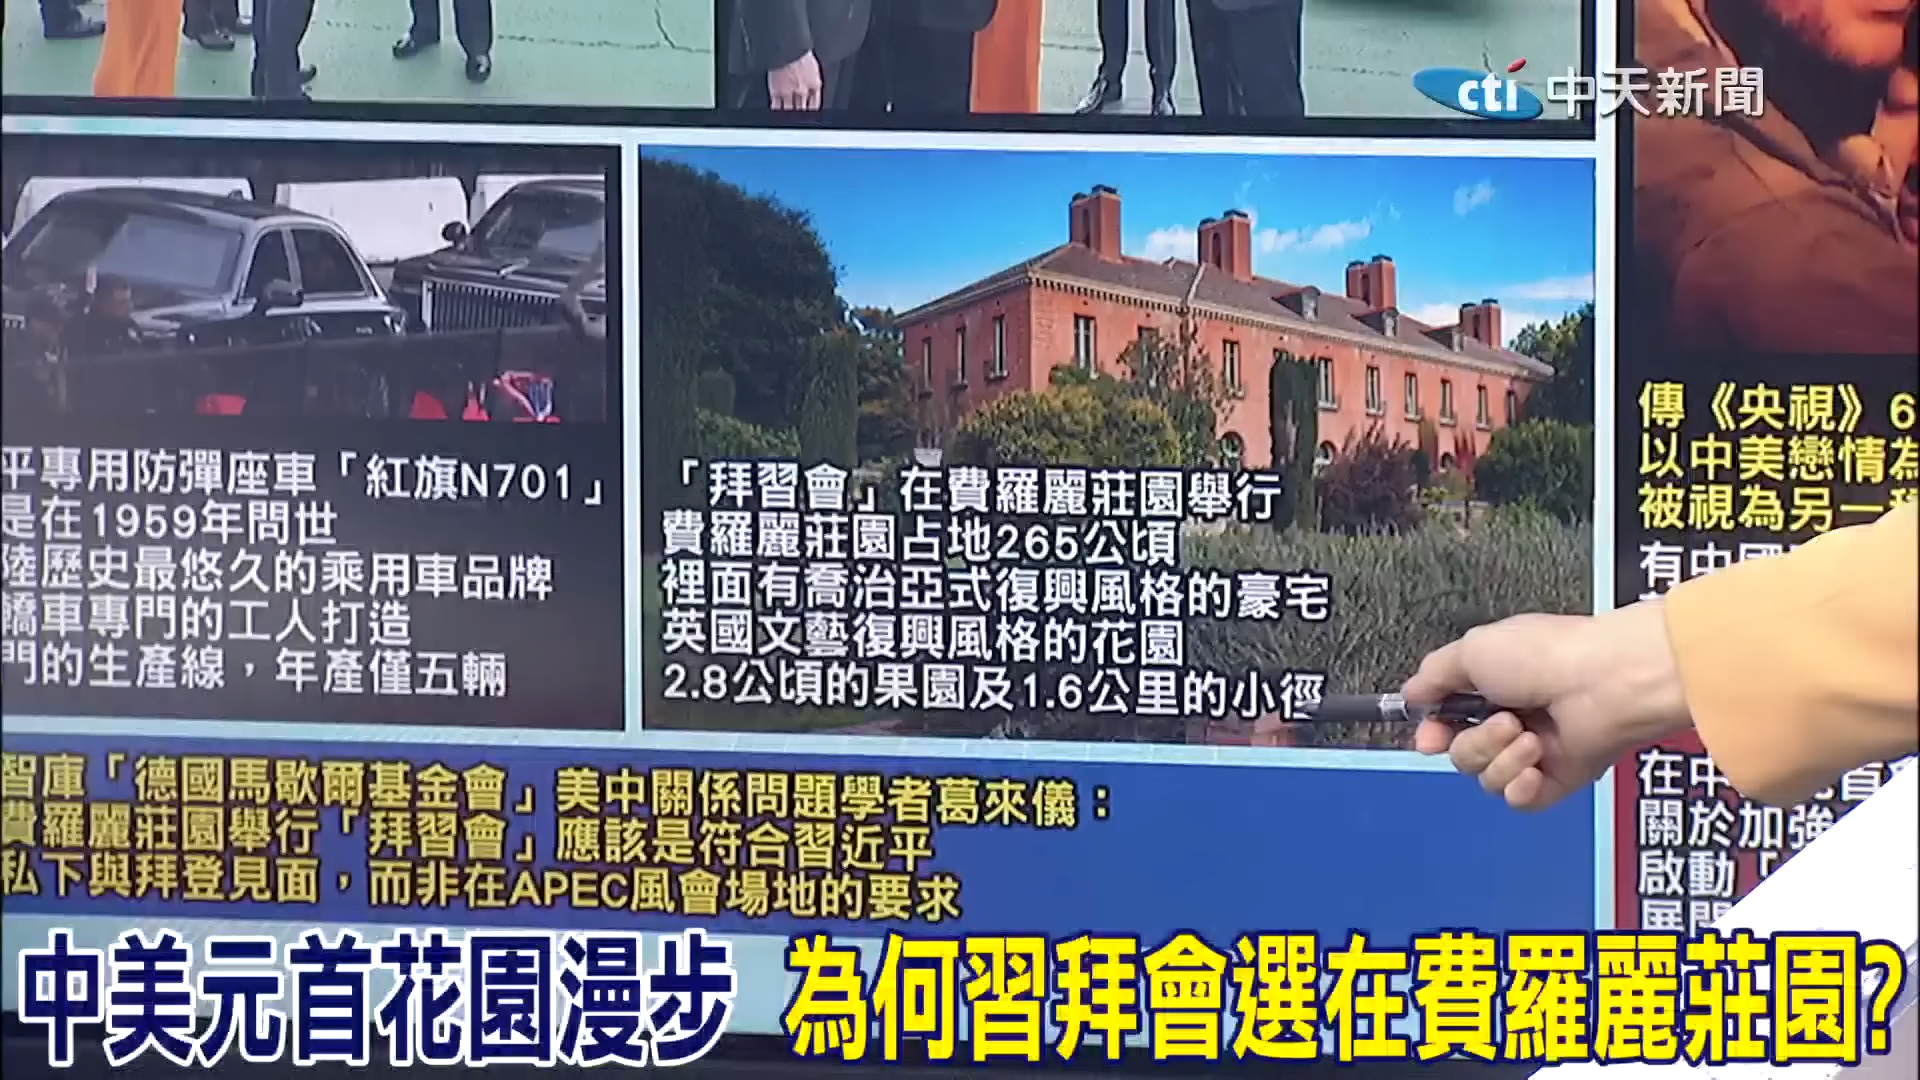 cti 中天新聞
平專用防彈座車「紅旗N701」
是在1959年問世
陸歷史最悠久的乘用車品牌
轎車專門的工人打造
門的生產線，年產僅五輛
「拜習會」在費羅麗莊園舉行
費羅麗莊園占地265公頃
裡面有喬治亞式復興風格的豪宅
英國文藝復興風格的花園
2.8公頃的果園及1.6公里的小徑
傳《央視》6
以中美戀情為
被視為另一種
有中國
在中
關於加強
啟動「
展開
智庫「德國馬歇爾基金會」美中關係問題學者葛來儀：
費羅麗莊園舉行「拜習會」應該是符合習近平
私下與拜登見面，而非在APEC風會場地的要求
中美元首花園漫步 為何習拜會選在費羅麗莊園?